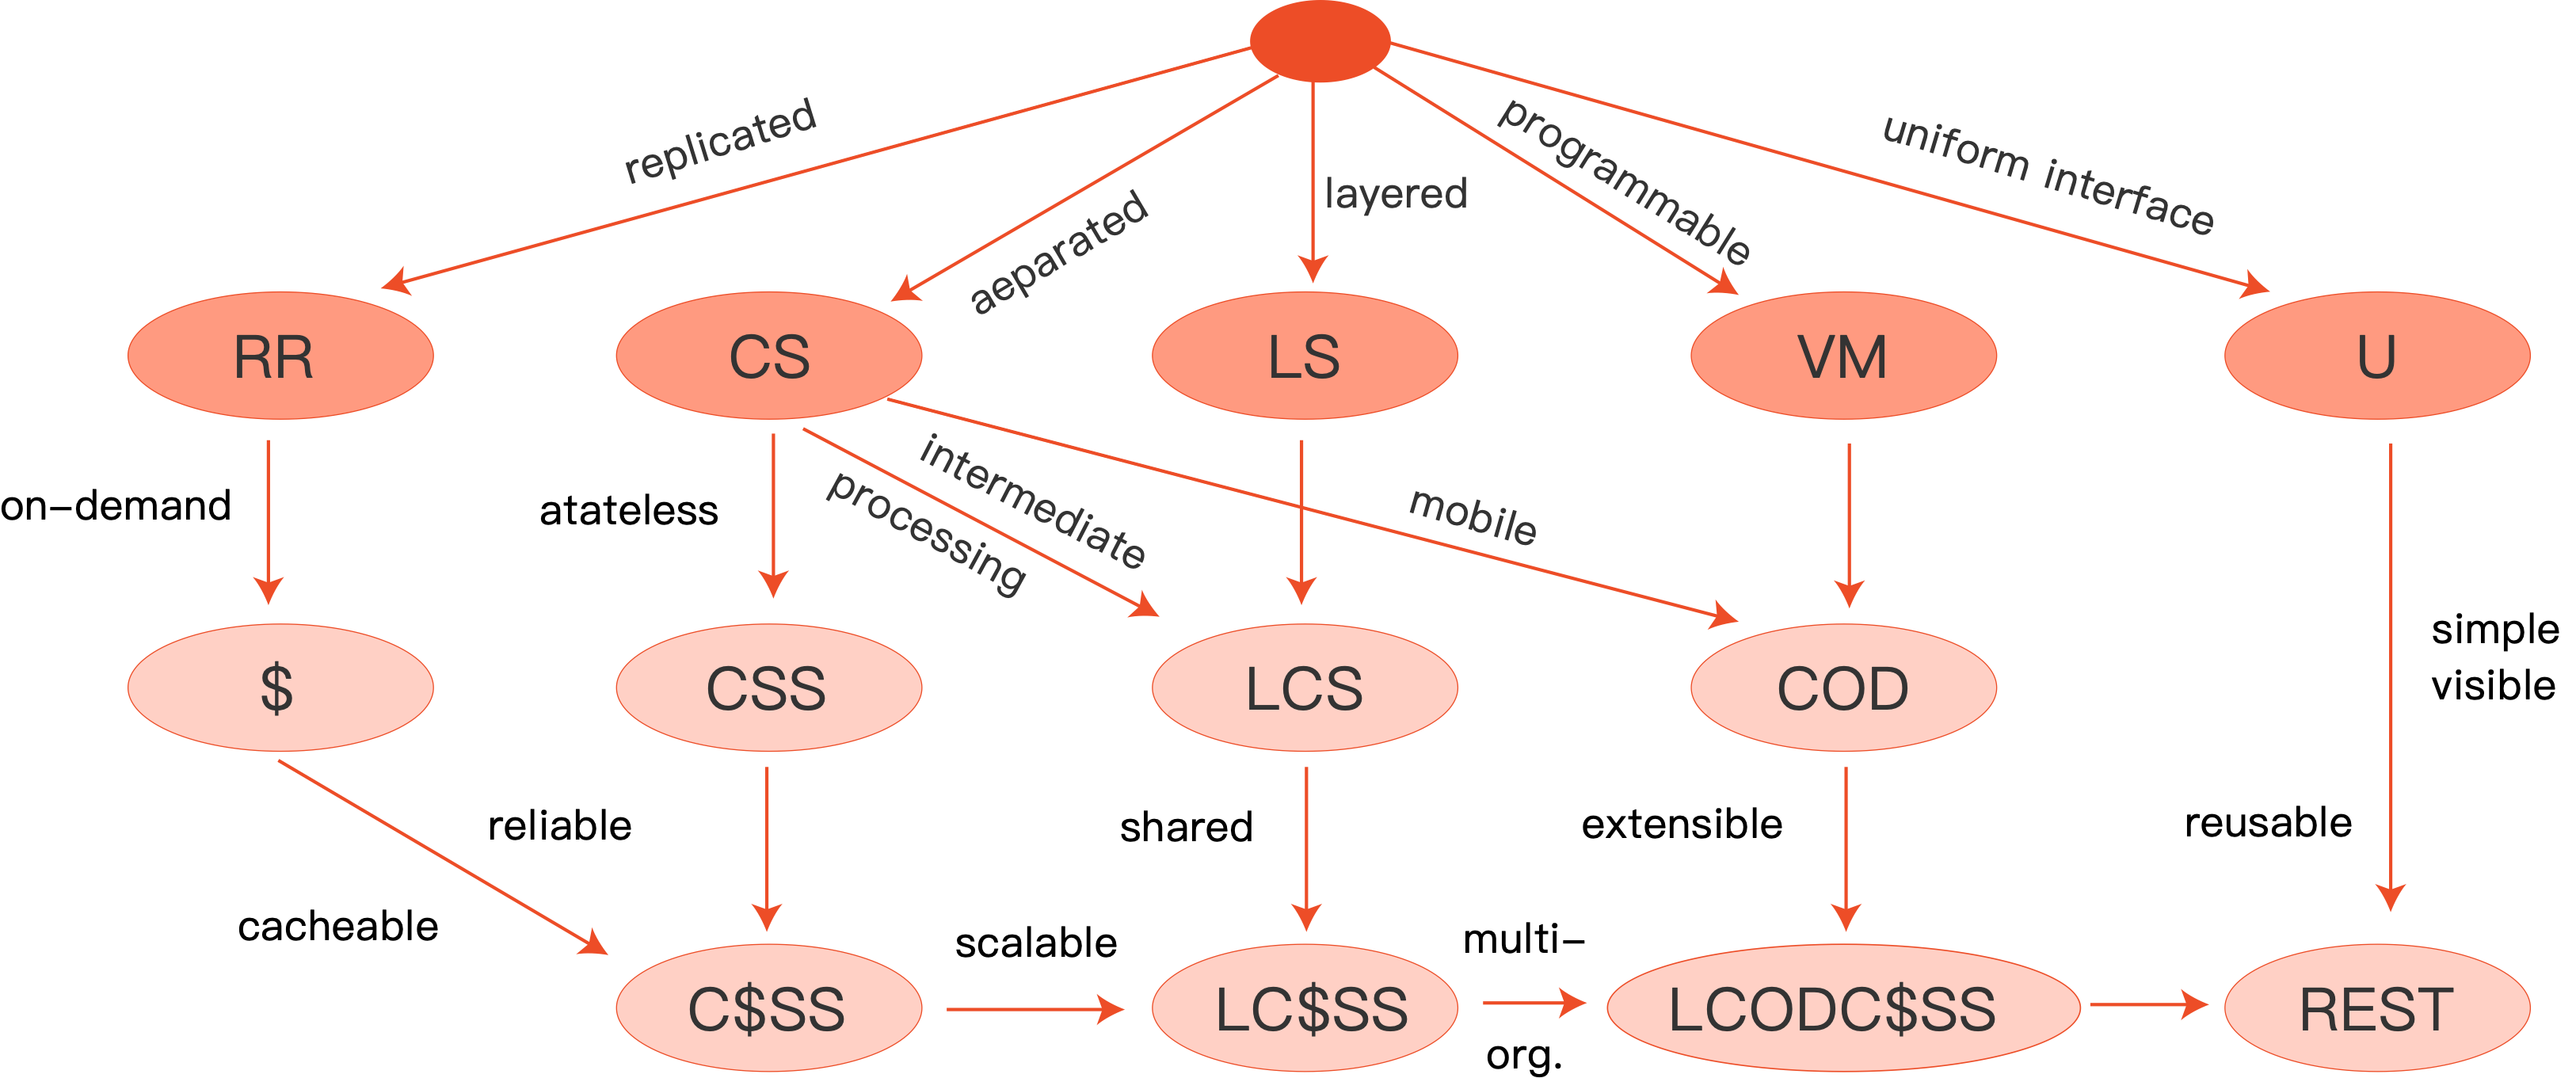 replicated
aeparated
layered
programmable
uniform interface
RR
CS
LS
VM
U
on-demand
atateless
intermediate
processing
mobile
simple
visible
$
CSS
LCS
COD
reliable
cacheable
shared
extensible
reusable
scalable
multi-
org.
C$SS
LC$SS
LCODC$SS
REST